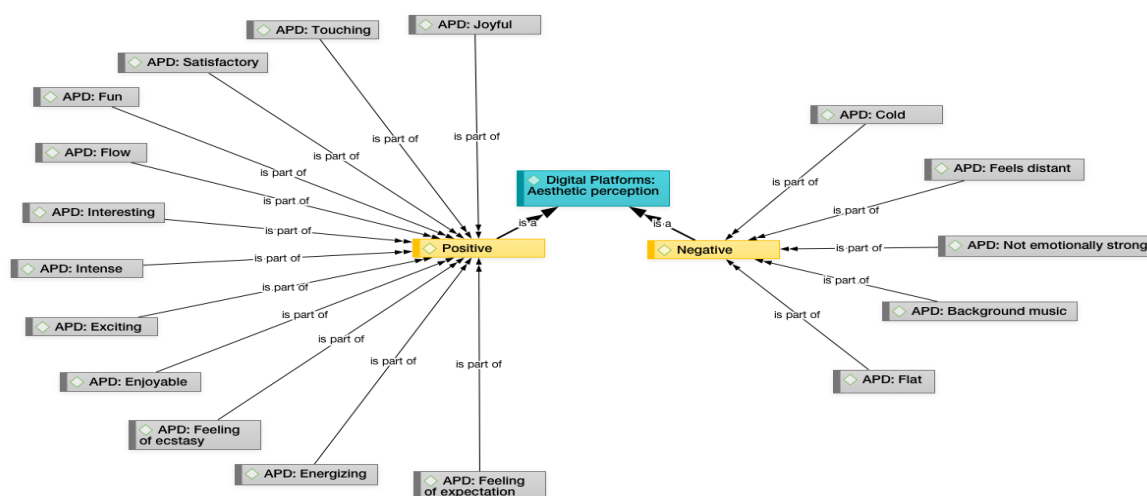 APD: Joyful
APD: Touching
APD: Satisfactory
APD: Fun
APD: Flow
APD: Interesting
APD: Intense
APD: Exciting
APD: Enjoyable
APD: Feeling
of ecstasy
APD: Energizing
APD: Feeling
of expectation
is part of
is part of
is part of
is part of
is part of
is part of
is part of
is part of
is part of
is part of
is part of
is part of
Positive
is a
Digital Platforms:
Aesthetic perception
is a
Negative
APD: Cold
is part of
APD: Feels distant
is part of
APD: Not emotionally strong
is part of
APD: Background music
is part of
APD: Flat
is part of